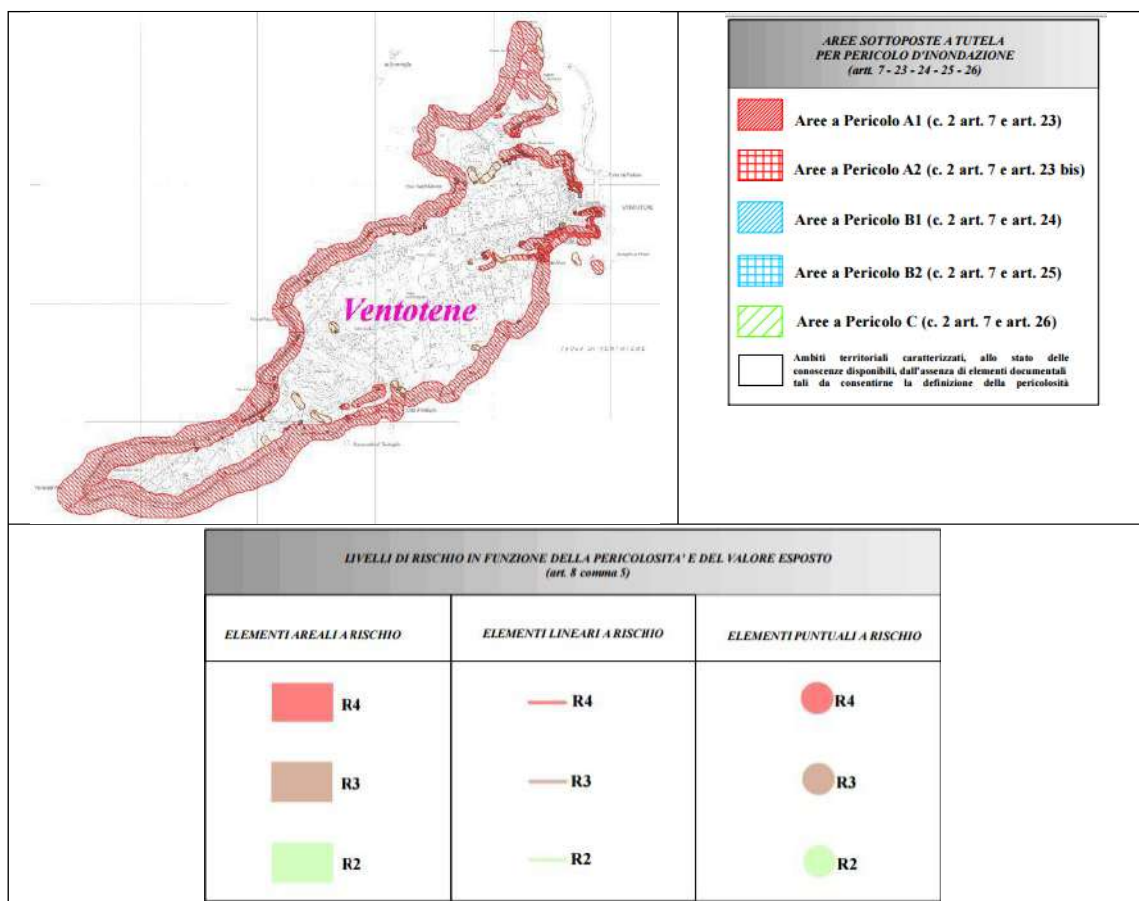 Ventotene
VENTOTENE
AREE SOTTOPOSTE A TUTELA
PER PERICOLO D'INONDAZIONE
(artt. 7 - 23 - 24 - 25 - 26)
Aree a Pericolo A1 (c. 2 art. 7 e art. 23)
Aree a Pericolo A2 (c. 2 art. 7 e art. 23 bis)
Aree a Pericolo B1 (c. 2 art. 7 e art. 24)
Aree a Pericolo B2 (c. 2 art. 7 e art. 25)
Aree a Pericolo C (c. 2 art. 7 e art. 26)
Ambiti territoriali caratterizzati, allo stato delle
conoscenze disponibili, dall'assenza di elementi documentali
tali da consentirne la definizione della pericolosità
LIVELLI DI RISCHIO IN FUNZIONE DELLA PERICOLOSITA' E DEL VALORE ESPOSTO
(art. 8 comma 5)
ELEMENTI AREALI A RISCHIO
ELEMENTI LINEARI A RISCHIO
ELEMENTI PUNTUALI A RISCHIO
R4
R4
R4
R3
R3
R3
R2
R2
R2